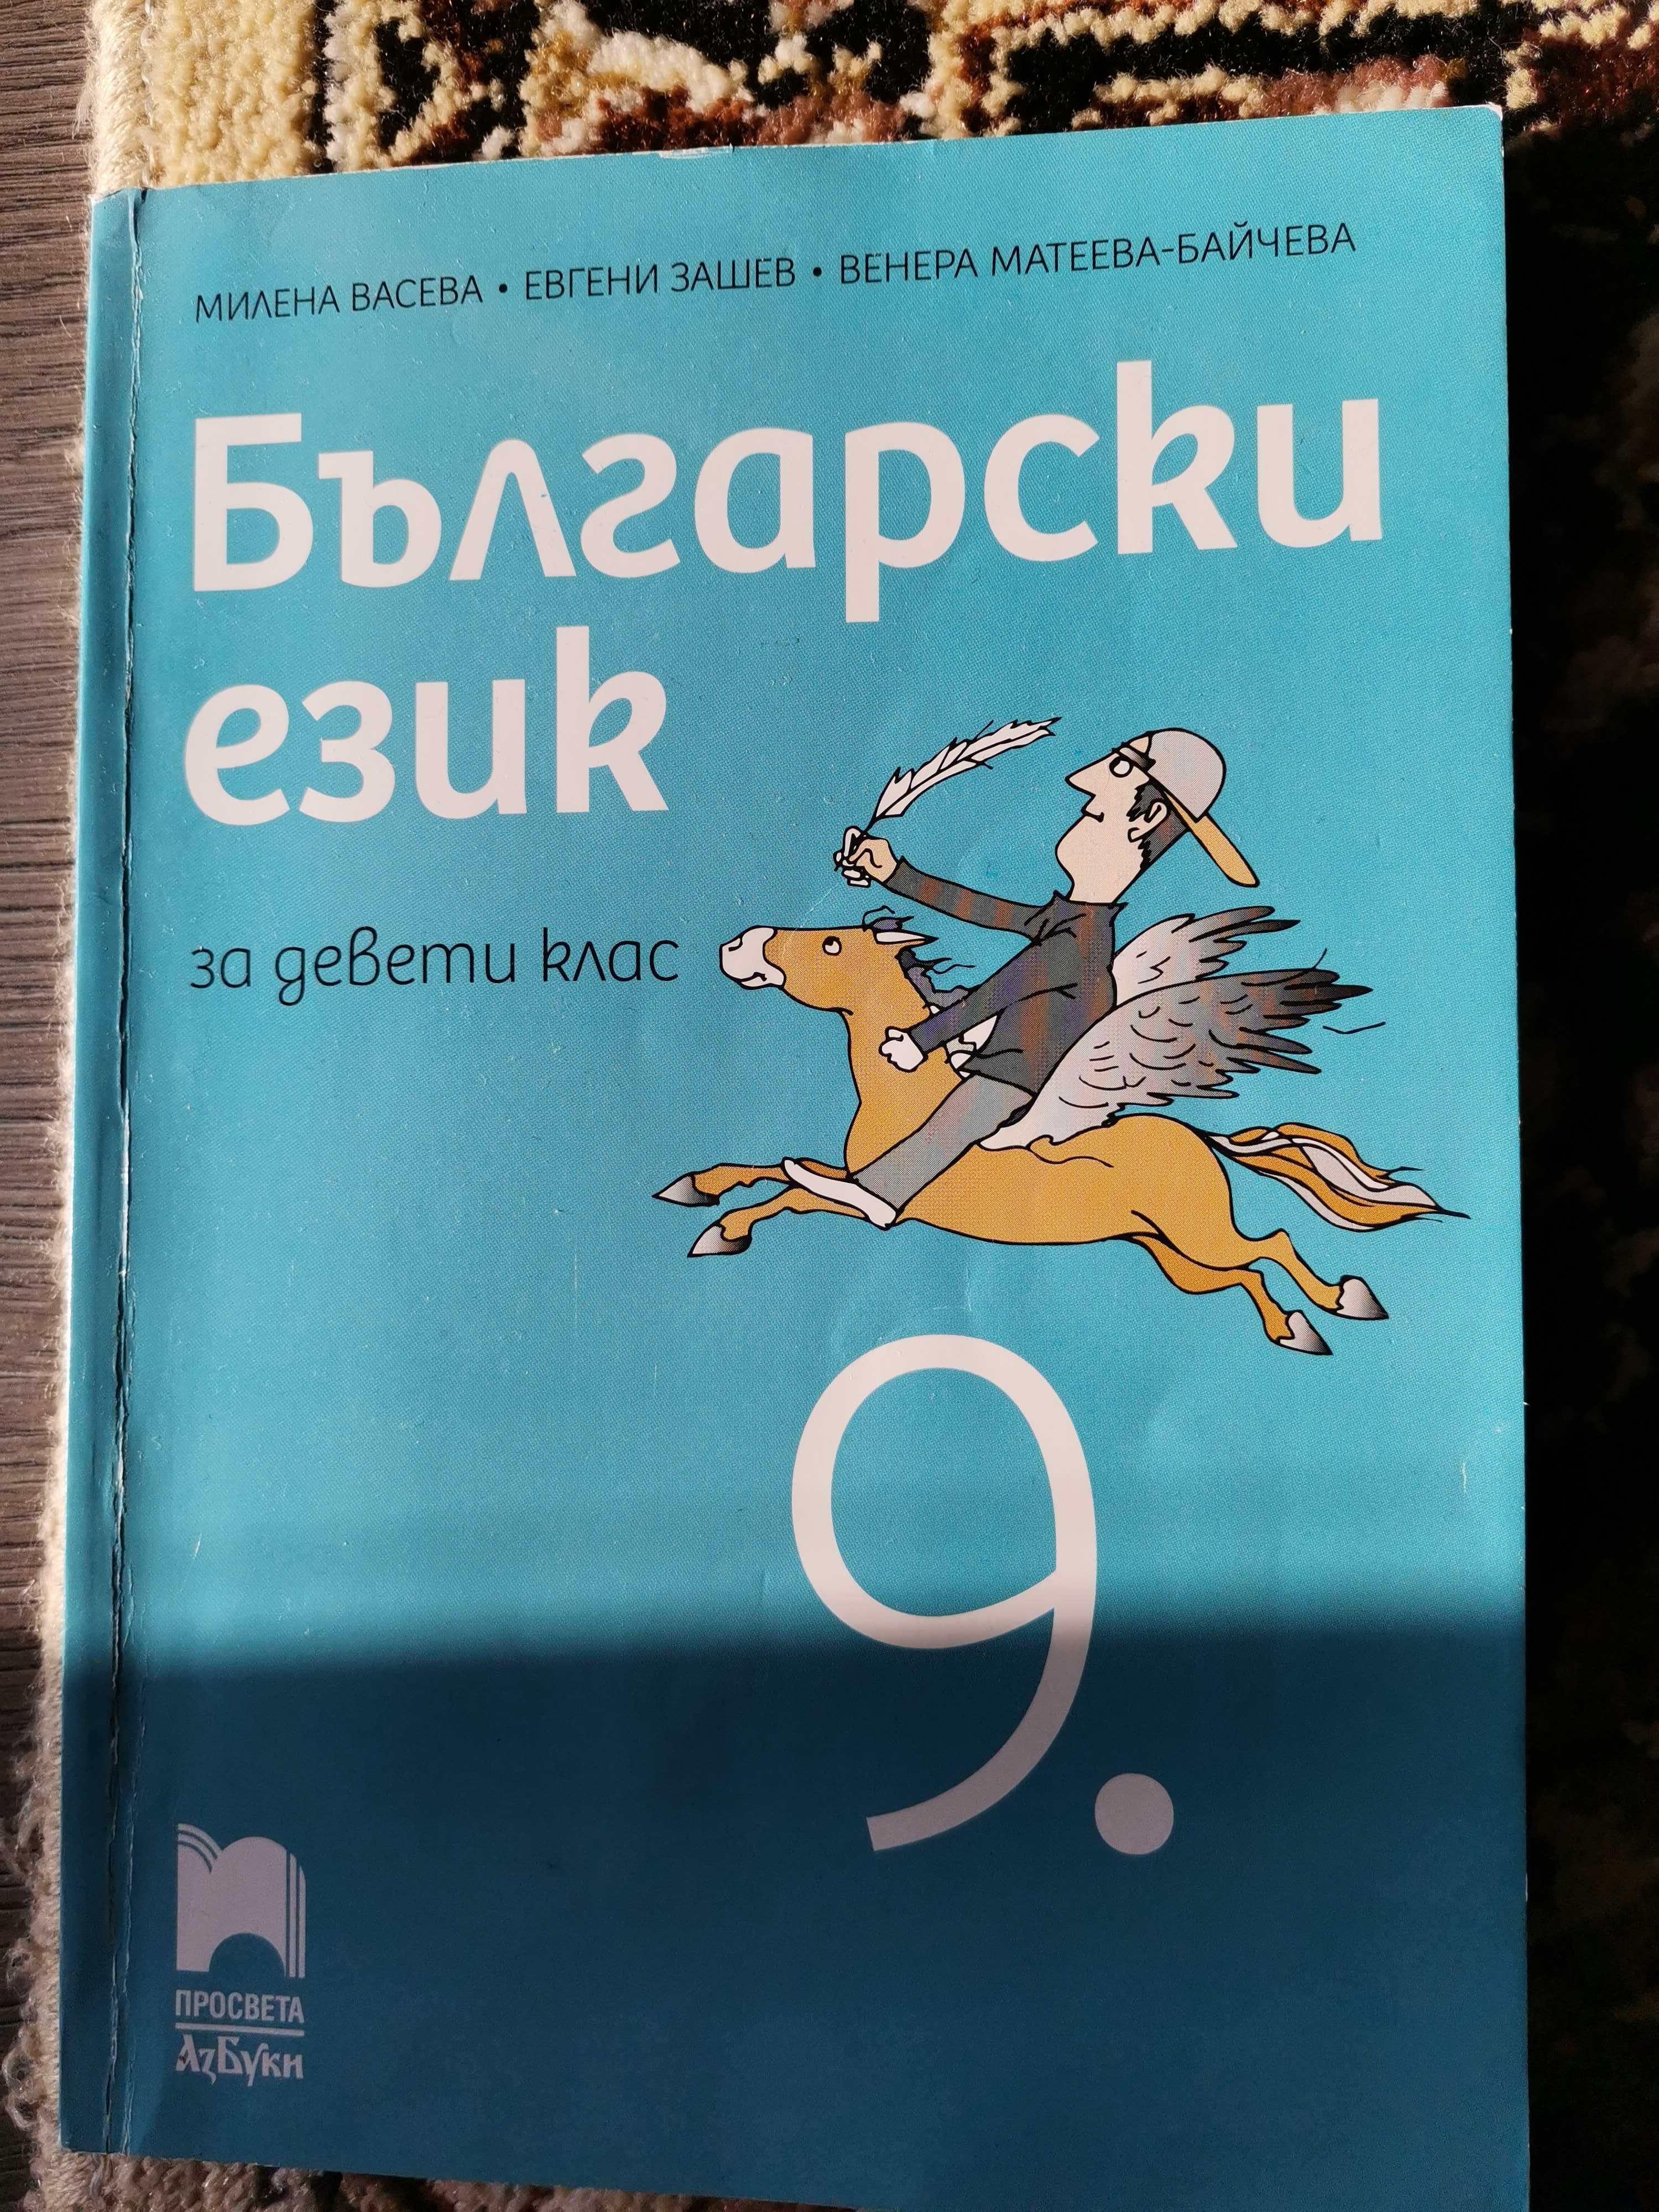 МИЛЕНА ВАСЕВА • ЕВГЕНИ ЗАШЕВ • ВЕНЕРА МАТЕЕВА-БАЙЧЕВА
Български
език
за девети клас
9.
ПРОСВЕТА
АзБуки